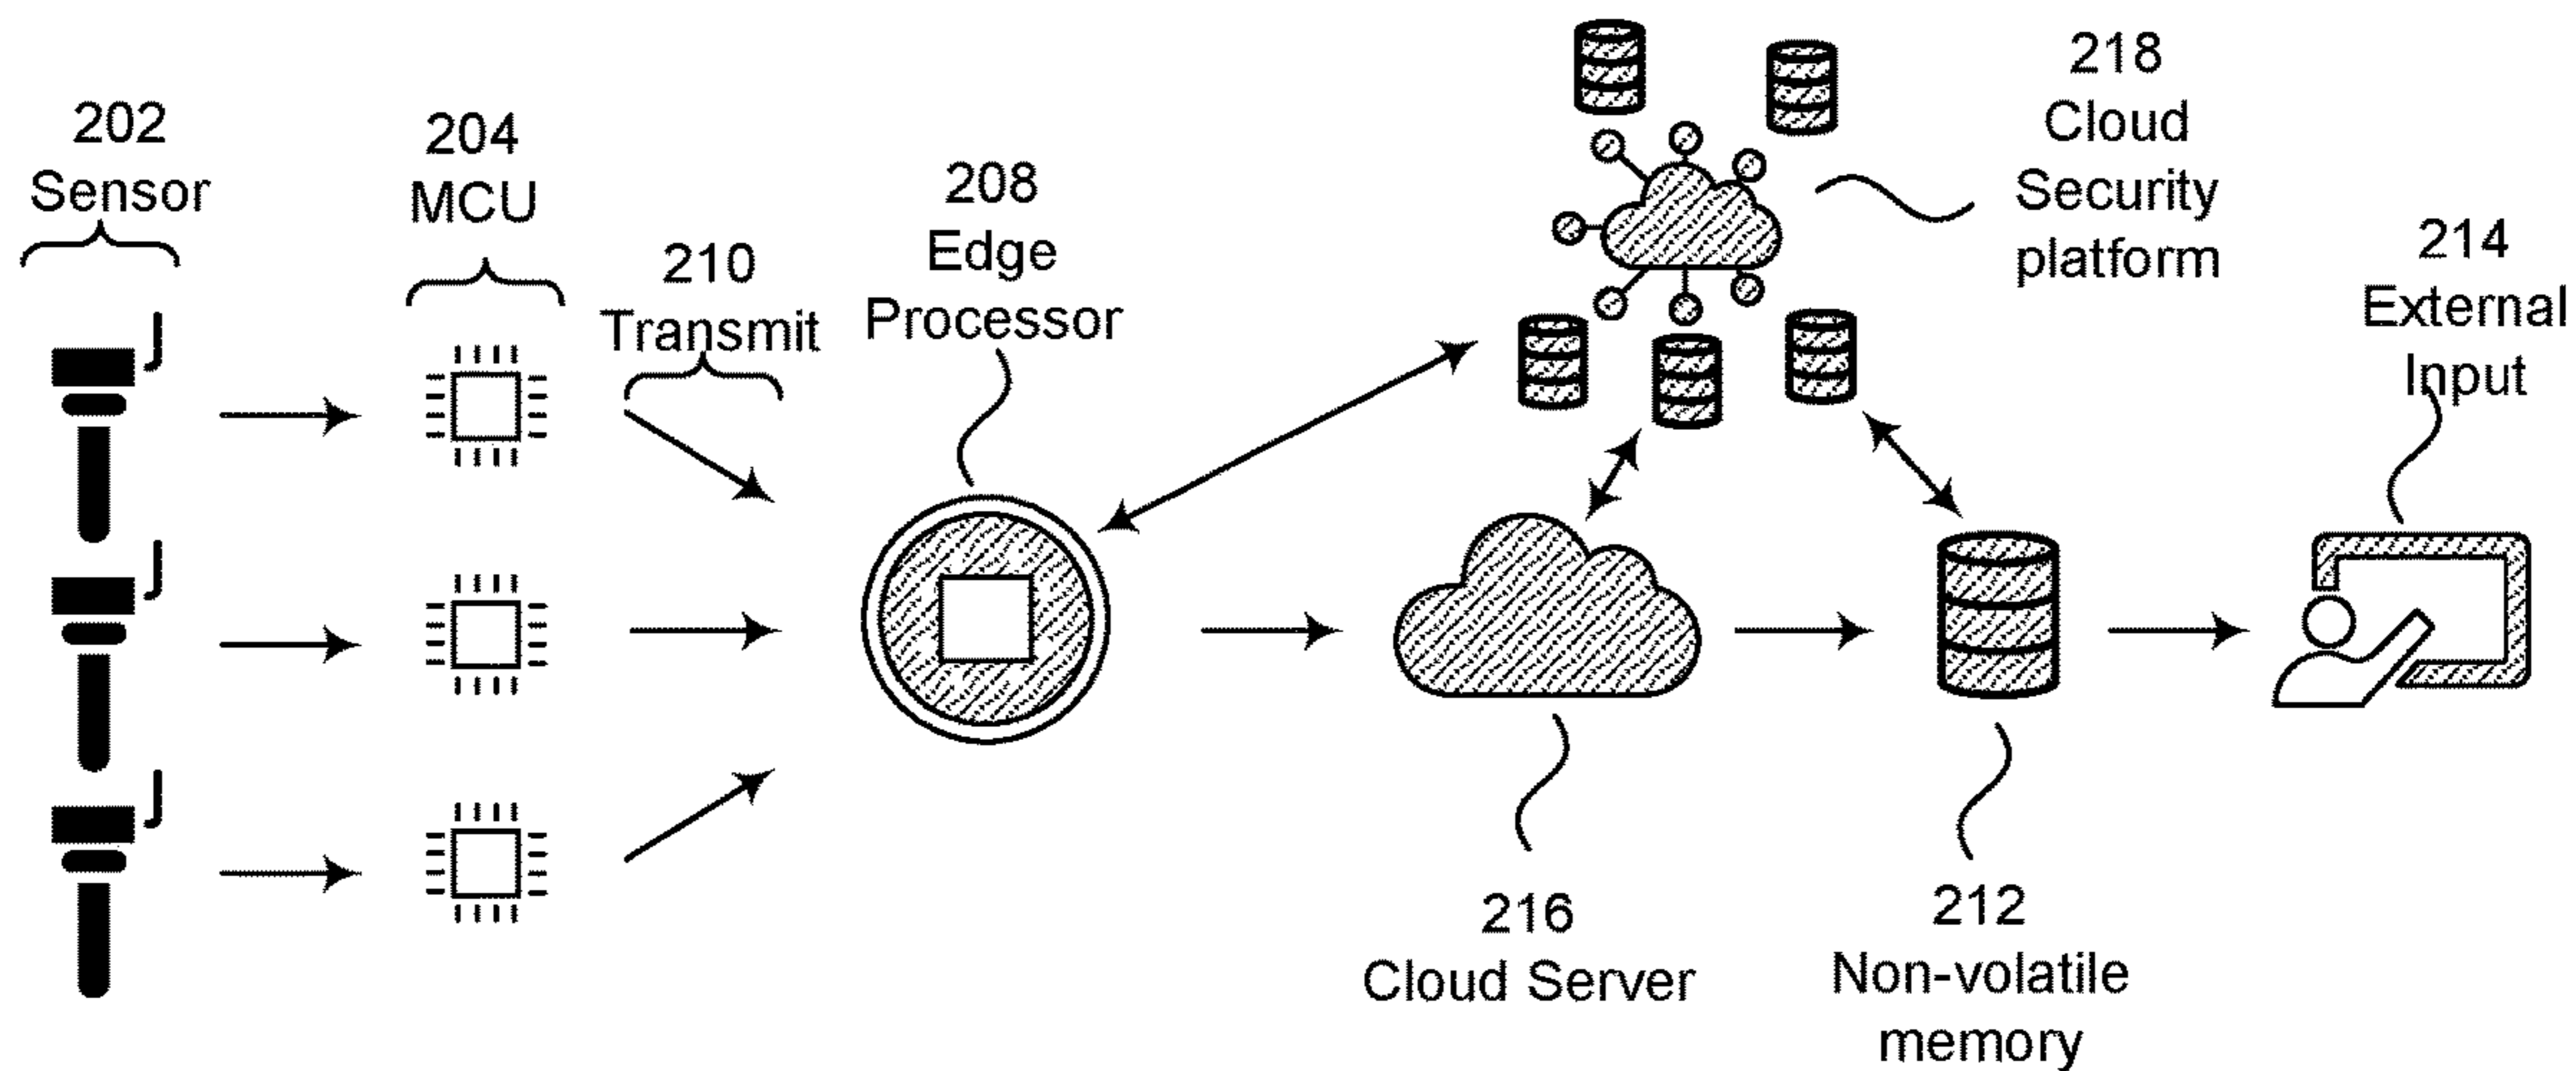 202
Sensor
204
MCU
210
Transmit
208
Edge
Processor
218
Cloud
Security
platform
214
External
Input
216
Cloud Server
212
Non-volatile
memory